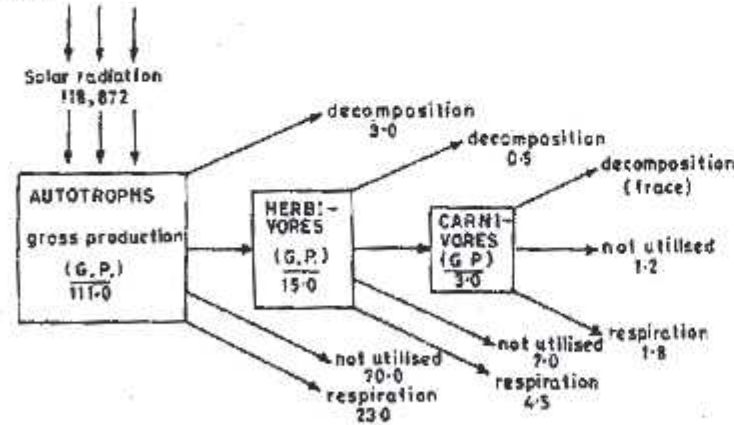 Solar radiation
118,872
decomposition
3·0
decomposition
0·5
decomposition
(trace)
AUTOTROPHS
gross production
(G.P.)
111·0
HERBI-
VORES
(G.P.)
15·0
CARNI-
VORES
(G P)
3·0
not utilised
1·2
respiration
1·8
not utilised
7·0
respiration
4·5
not utilised
70·0
respiration
23·0